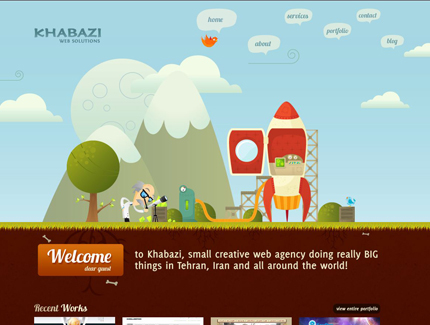 KHABAZI
WEB SOLUTIONS
home
about
services
portfolio
contact
blog
Welcome
dear guest
to Khabazi, small creative web agency doing really BIG
things in Tehran, Iran and all around the world!
Recent Works
view entire portfolio